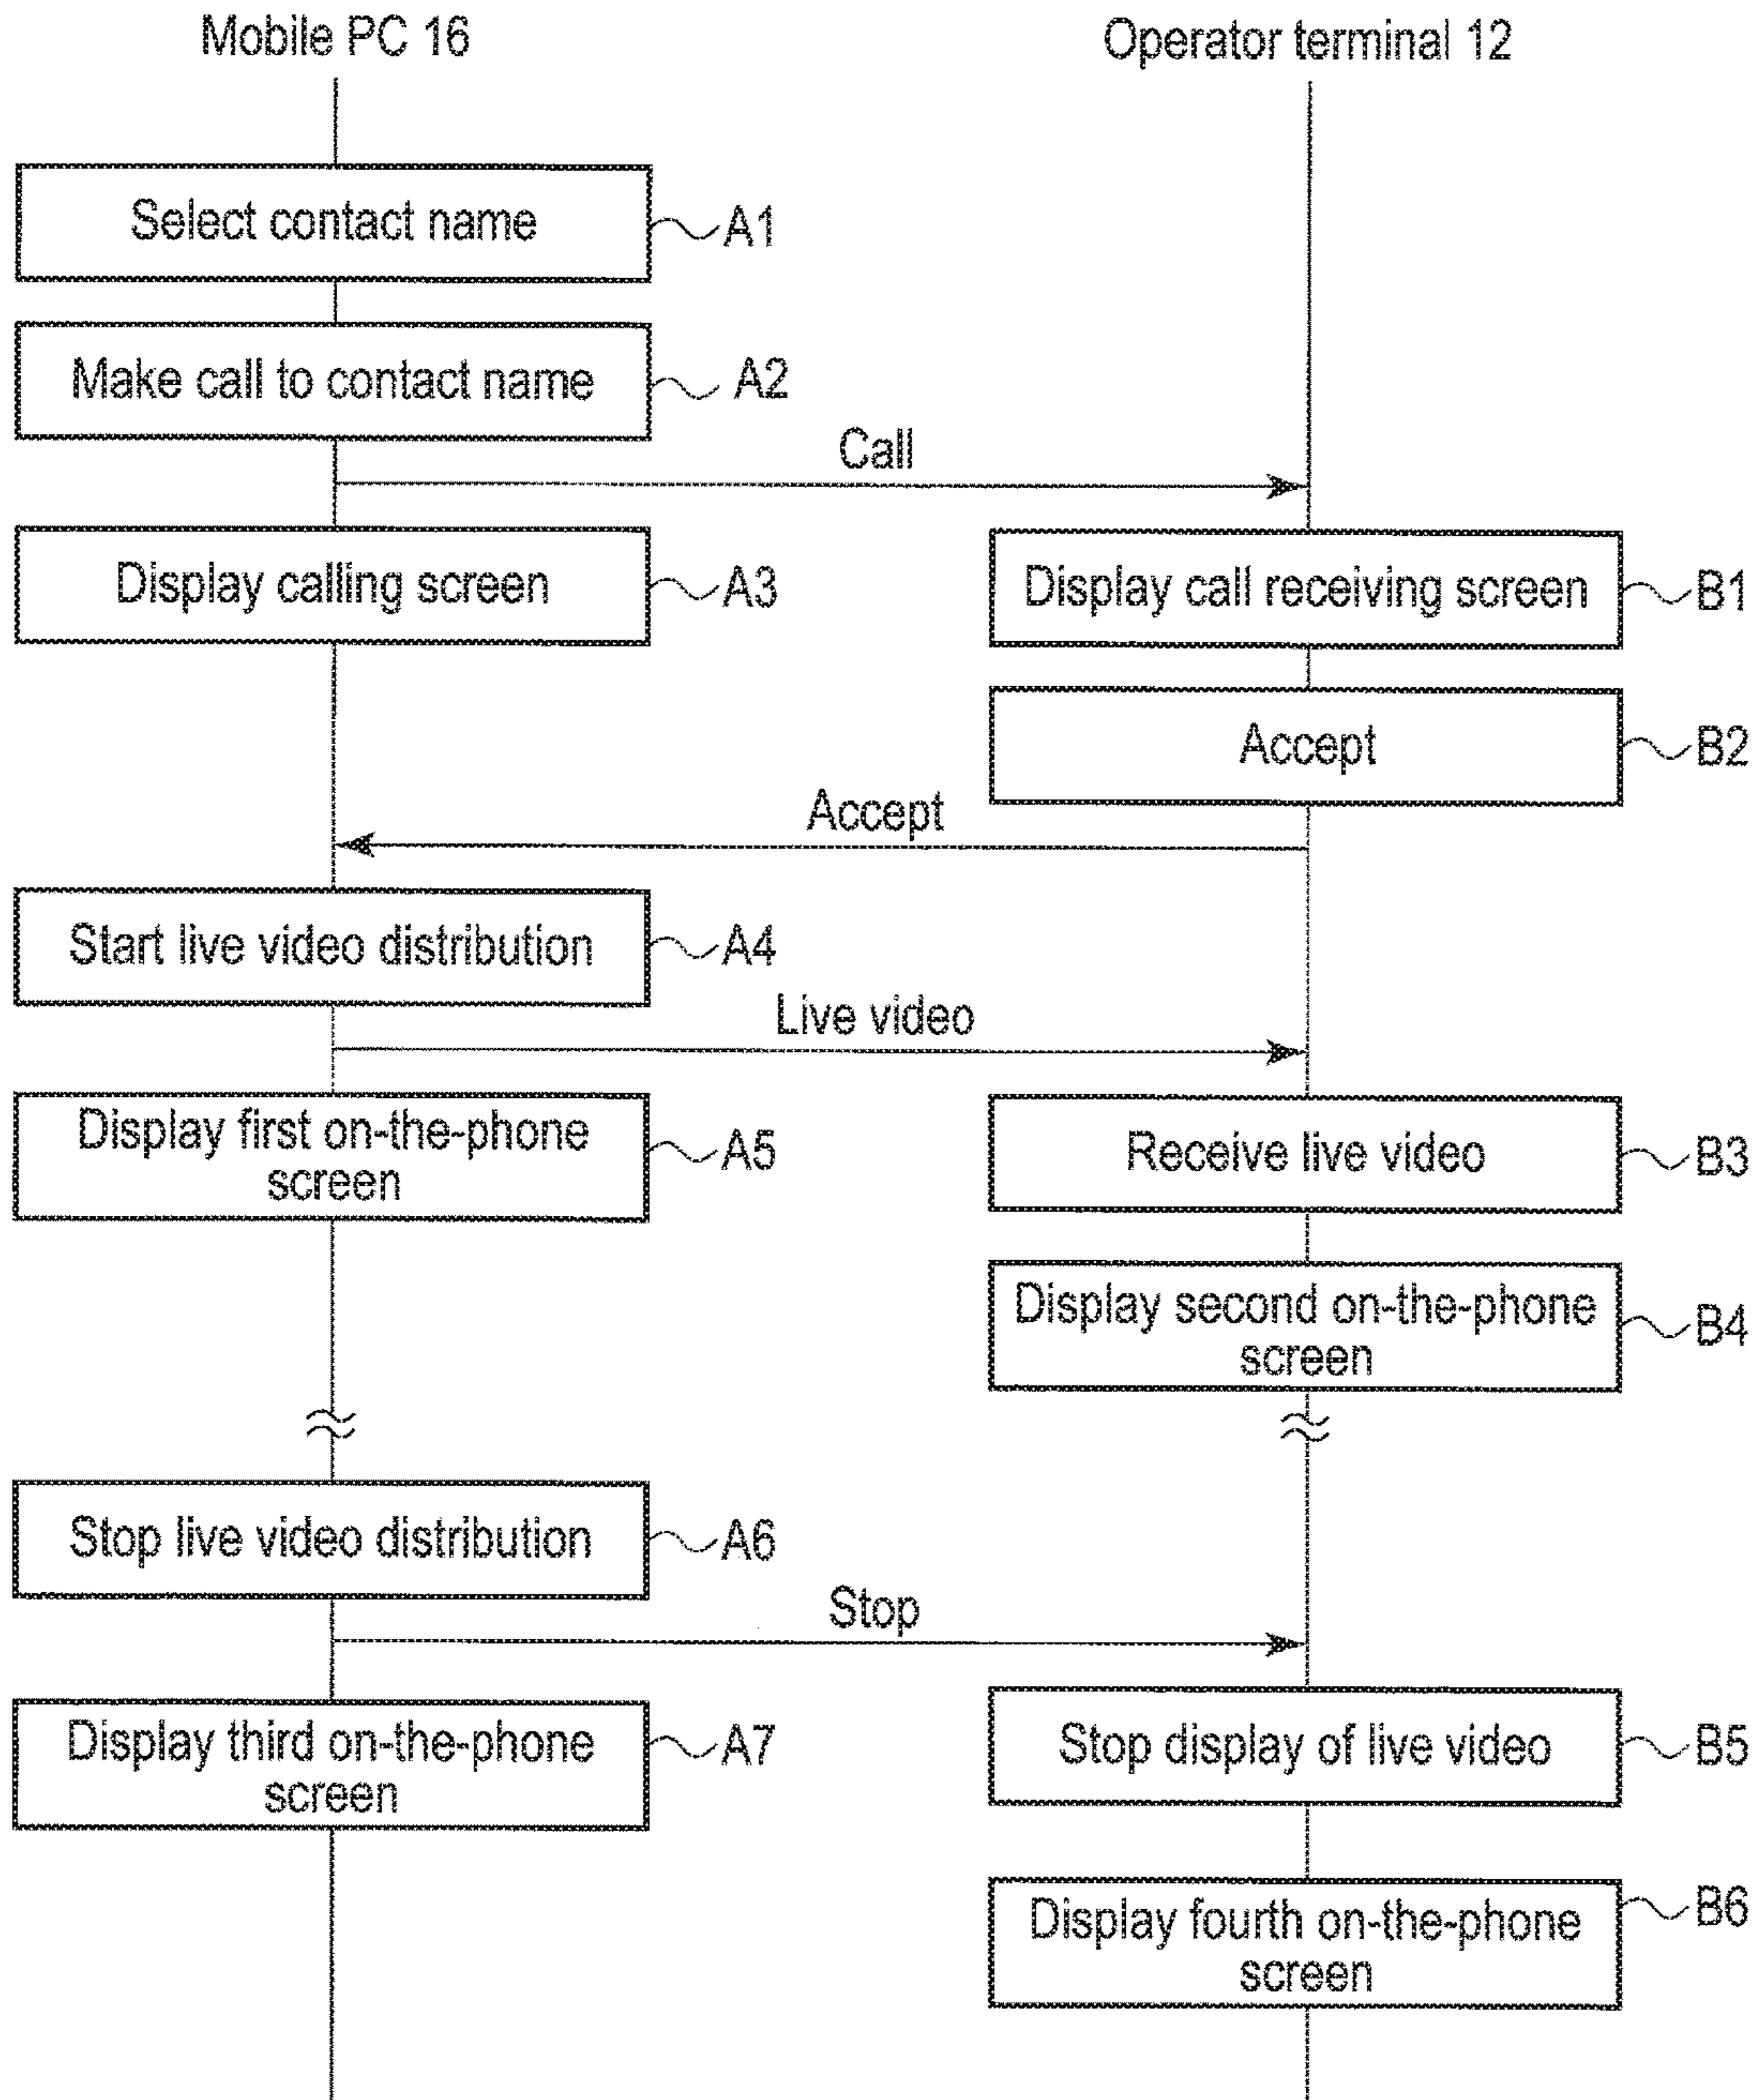 Mobile PC 16
Operator terminal 12
Select contact name
A1
Make call to contact name
A2
Call
Display calling screen
A3
Display call receiving screen
B1
Accept
B2
Accept
Start live video distribution
A4
Live video
Display first on-the-phone
screen
A5
Receive live video
B3
Display second on-the-phone
screen
B4
Stop live video distribution
A6
Stop
Display third on-the-phone
screen
A7
Stop display of live video
B5
Display fourth on-the-phone
screen
B6